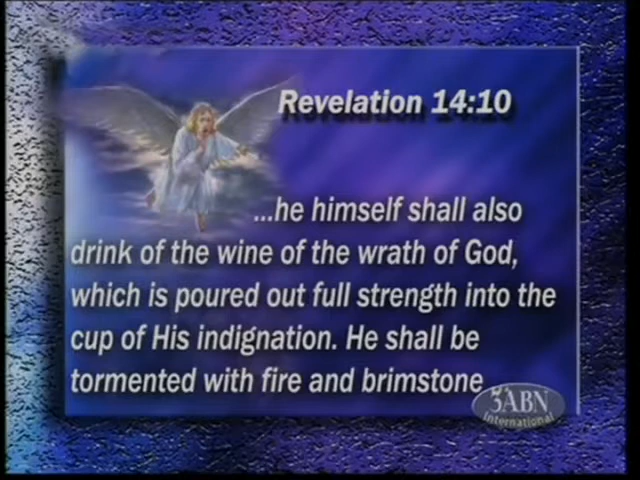 Revelation 14:10
...he himself shall also
drink of the wine of the wrath of God,
which is poured out full strength into the
cup of His indignation. He shall be
tormented with fire and brimstone
3ABN
International